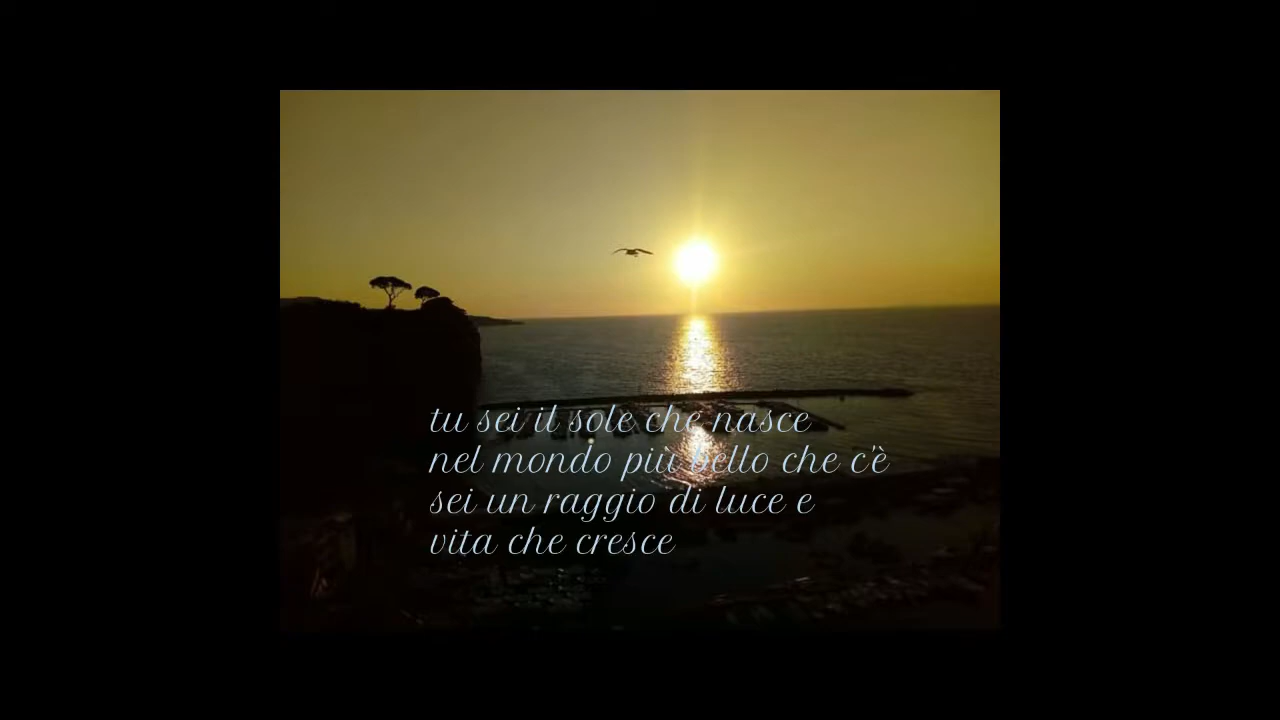 tu sei il sole che nasce
nel mondo più bello che c'è
sei un raggio di luce e
vita che cresce